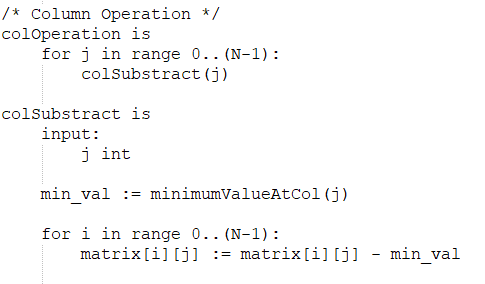 /* Column Operation */
colOperation is
    for j in range 0..(N-1):
        colSubstract(j)

colSubstract is
    input:
        j int

    min_val := minimumValueAtCol(j)

    for i in range 0..(N-1):
        matrix[i][j] := matrix[i][j] - min_val